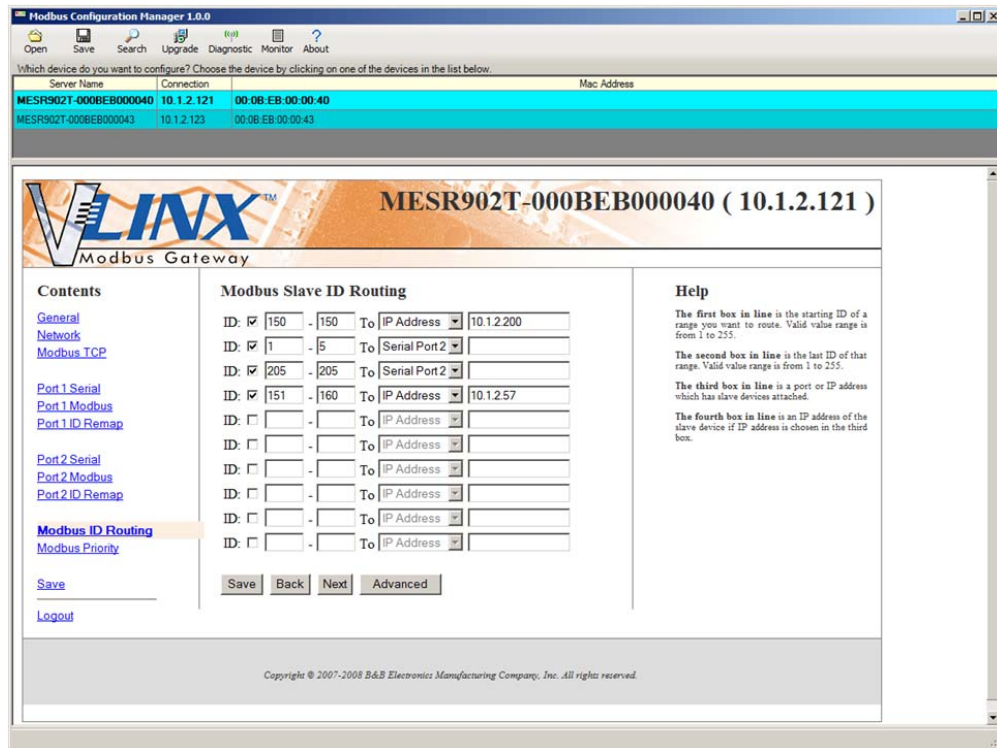 Modbus Configuration Manager 1.0.0
Open Save Search Upgrade Diagnostic Monitor About
Which device do you want to configure? Choose the device by clicking on one of the devices in the list below.
Server Name Connection Mac Address
MESR902T-000BEB000040 10.1.2.121 00:0B:EB:00:00:40
MESR902T-000BEB000043 10.1.2.123 00:0B:EB:00:00:43
VLINX™
Modbus Gateway
MESR902T-000BEB000040 ( 10.1.2.121 )
Contents
General
Network
Modbus TCP
Port 1 Serial
Port 1 Modbus
Port 1 ID Remap
Port 2 Serial
Port 2 Modbus
Port 2 ID Remap
Modbus ID Routing
Modbus Priority
Save
Logout
Modbus Slave ID Routing
ID: 150 - 150 To IP Address 10.1.2.200
ID: 1 - 5 To Serial Port 2
ID: 205 - 205 To Serial Port 2
ID: 151 - 160 To IP Address 10.1.2.57
ID: - To IP Address
ID: - To IP Address
ID: - To IP Address
ID: - To IP Address
ID: - To IP Address
ID: - To IP Address
Save Back Next Advanced
Help
The first box in line is the starting ID of a
range you want to route. Valid value range is
from 1 to 255.
The second box in line is the last ID of that
range. Valid value range is from 1 to 255.
The third box in line is a port or IP address
which has slave devices attached.
The fourth box in line is an IP address of the
slave device if IP address is chosen in the third
box.
Copyright © 2007-2008 B&B Electronics Manufacturing Company, Inc. All rights reserved.